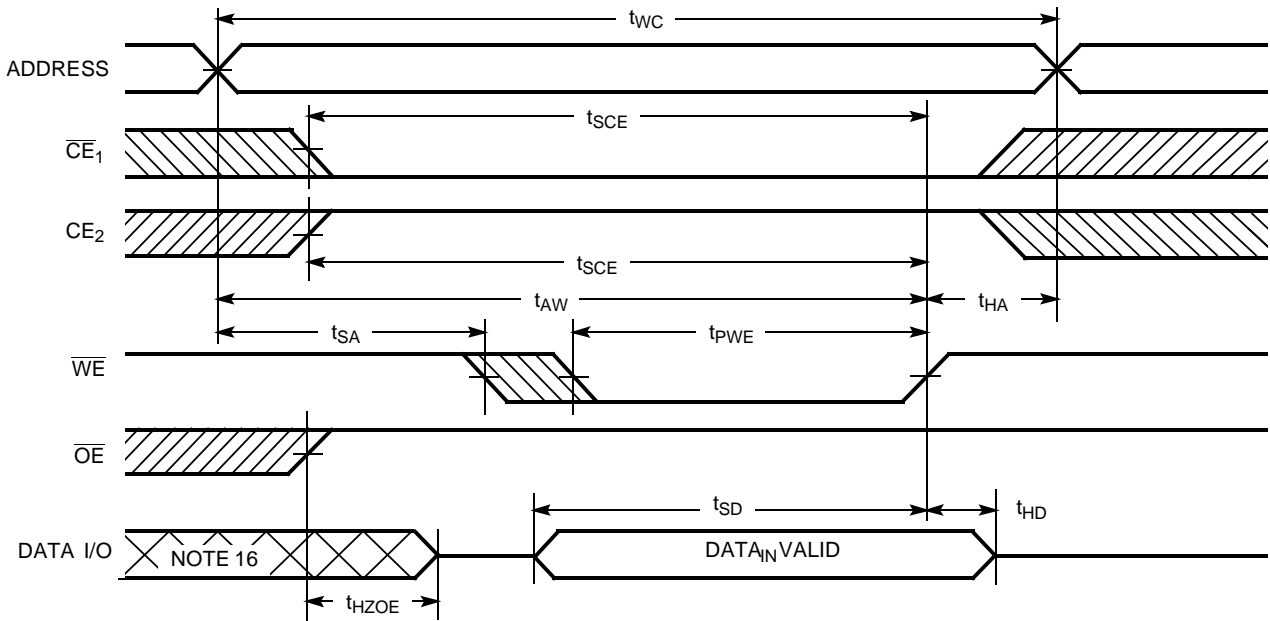 tWC
ADDRESS
tSCE
CE1
CE2
tSCE
tAW
tHA
tSA
tPWE
WE
OE
tSD
tHD
DATA I/O
NOTE 16
DATAIN VALID
tHZOE